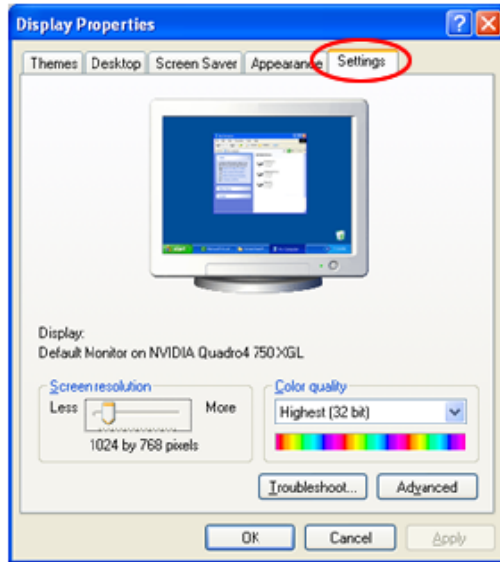 Display Properties
Themes Desktop Screen Saver Appearance Settings
Display:
Default Monitor on NVIDIA Quadro4 750 XGL
Screen resolution
Less More
1024 by 768 pixels
Color quality
Highest (32 bit)
Troubleshoot... Advanced
OK Cancel Apply